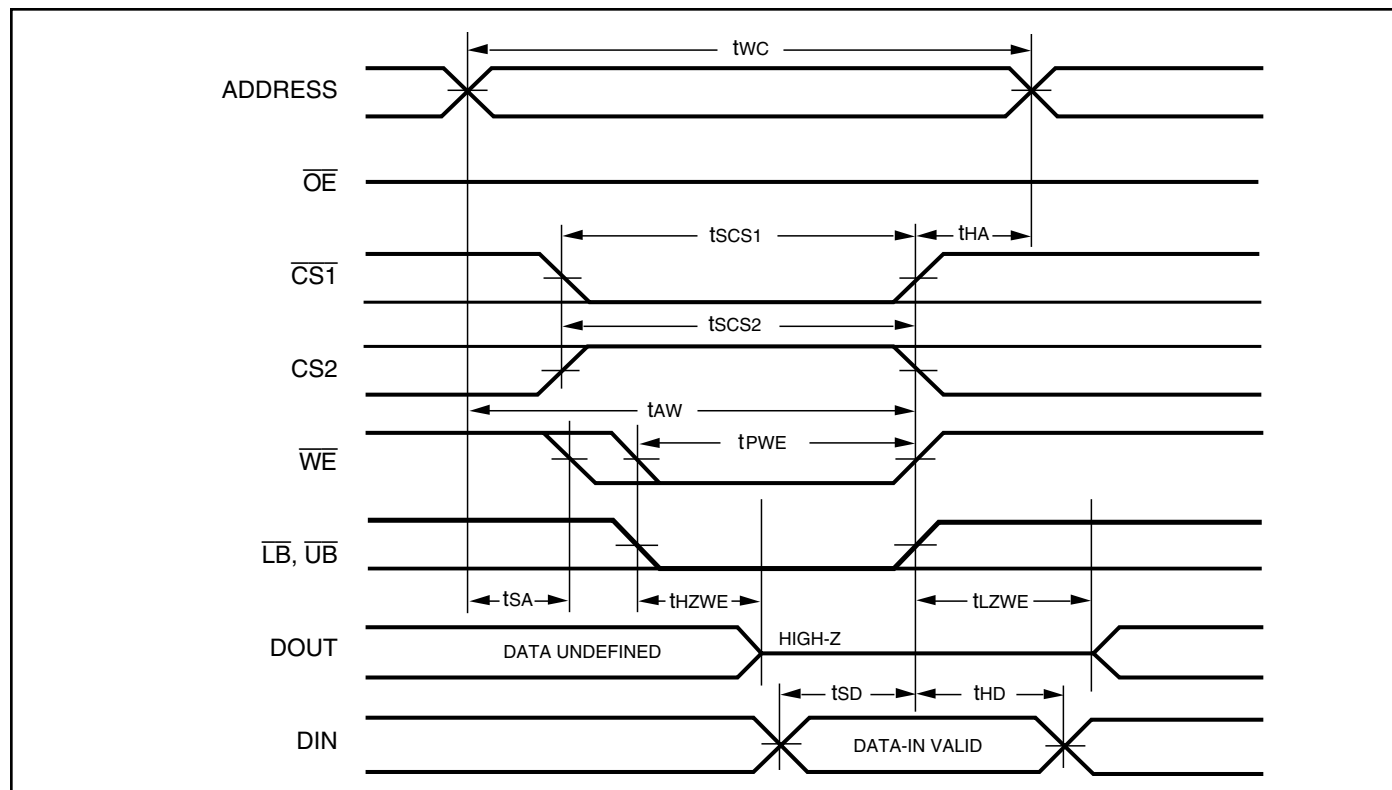 tWC
ADDRESS
OE
tSCS1
tHA
CS1
tSCS2
CS2
tAW
tPWE
WE
LB, UB
tSA
tHZWE
tLZWE
DOUT
DATA UNDEFINED
HIGH-Z
tSD
tHD
DIN
DATA-IN VALID